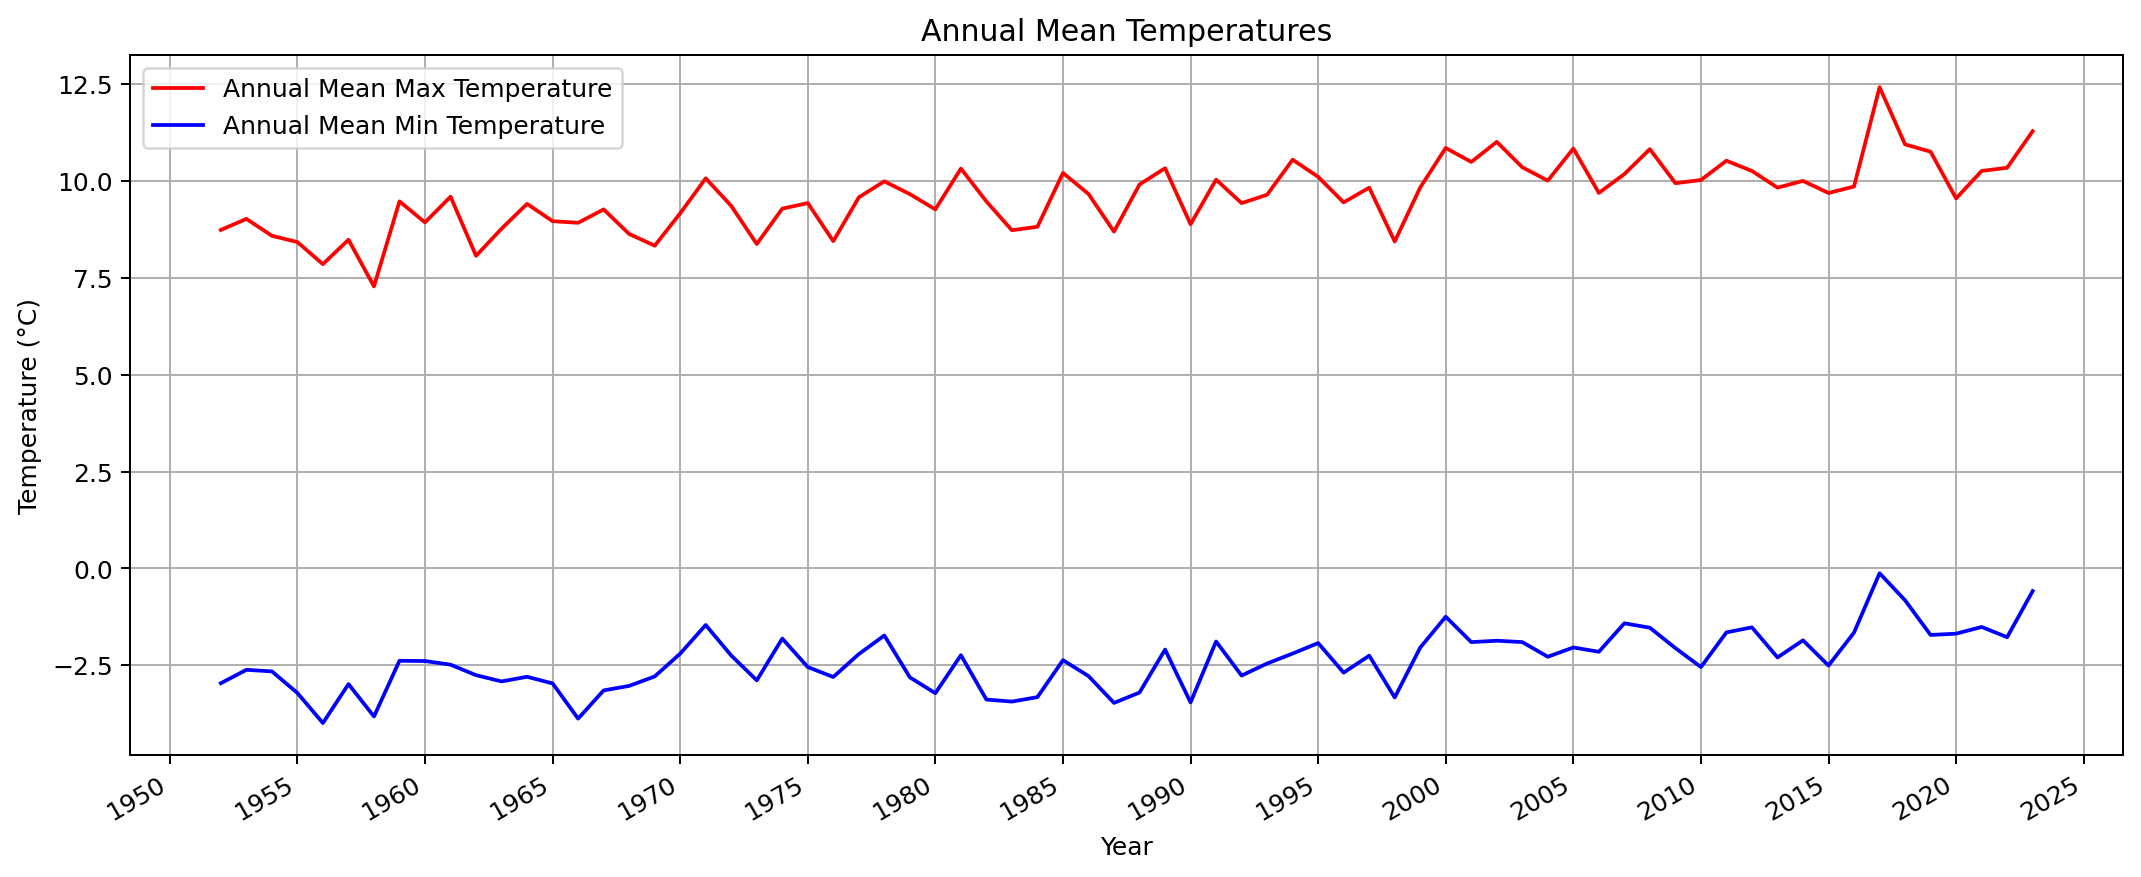 Annual Mean Temperatures
12.5
10.0
7.5
5.0
2.5
0.0
−2.5
Temperature (°C)
Annual Mean Max Temperature
Annual Mean Min Temperature
1950 1955 1960 1965 1970 1975 1980 1985 1990 1995 2000 2005 2010 2015 2020 2025
Year